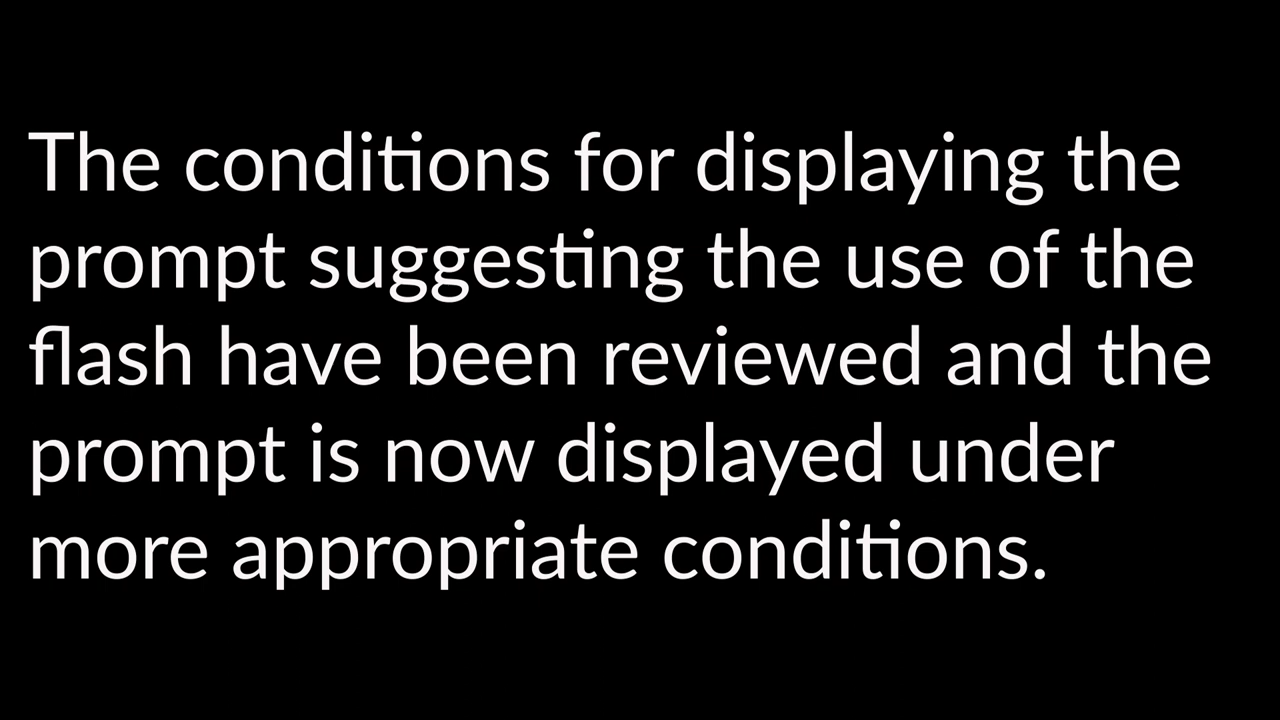 The conditions for displaying the
prompt suggesting the use of the
flash have been reviewed and the
prompt is now displayed under
more appropriate conditions.